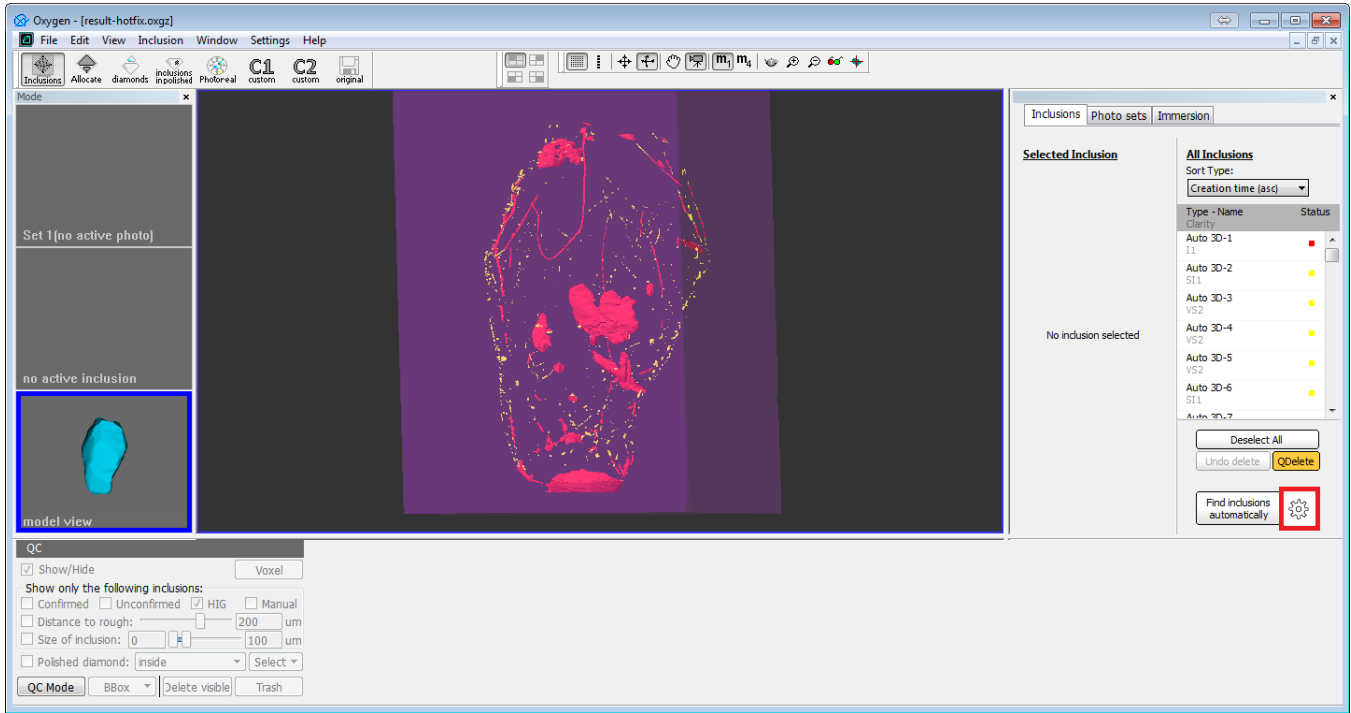 Oxygen - [result-hotfix.oxgz]
File Edit View Inclusion Window Settings Help
Inclusions Allocate diamonds inclusions inpolished Photoreal C1 custom C2 custom original
m1 m4
Mode
Set 1(no active photo)
no active inclusion
model view
Inclusions Photo sets Immersion
Selected Inclusion
No inclusion selected
All Inclusions
Sort Type:
Creation time (asc)
Type - Name Status
Clarity
Auto 3D-1
I1
Auto 3D-2
SI1
Auto 3D-3
VS2
Auto 3D-4
VS2
Auto 3D-5
VS2
Auto 3D-6
SI1
Auto 3D-7
Deselect All
Undo delete QDelete
Find inclusions
automatically
QC
Show/Hide Voxel
Show only the following inclusions:
Confirmed Unconfirmed HIG Manual
Distance to rough: 200 um
Size of inclusion: 0 100 um
Polished diamond: inside Select
QC Mode BBox Delete visible Trash